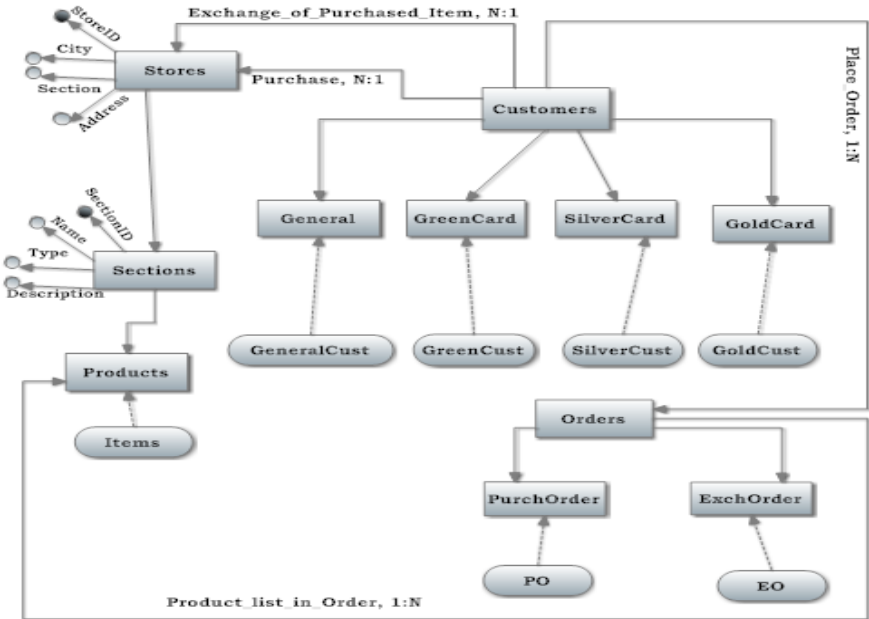 Exchange_of_Purchased_Item, N:1
StoreID
City
Section
Address
Stores
Purchase, N:1
Customers
Place_Order, 1:N
General
GreenCard
SilverCard
GoldCard
SectionID
Name
Type
Description
Sections
GeneralCust
GreenCust
SilverCust
GoldCust
Products
Items
Orders
PurchOrder
ExchOrder
PO
EO
Product_list_in_Order, 1:N